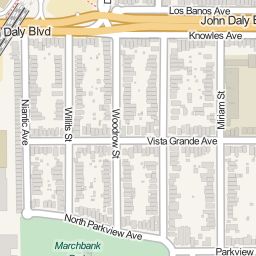 Los Banos Ave
John Daly B
Daly Blvd
Knowles Ave
Niantic Ave
Willits St
Woodrow St
Miriam St
Vista Grande Ave
North Parkview Ave
Marchbank
Parkview